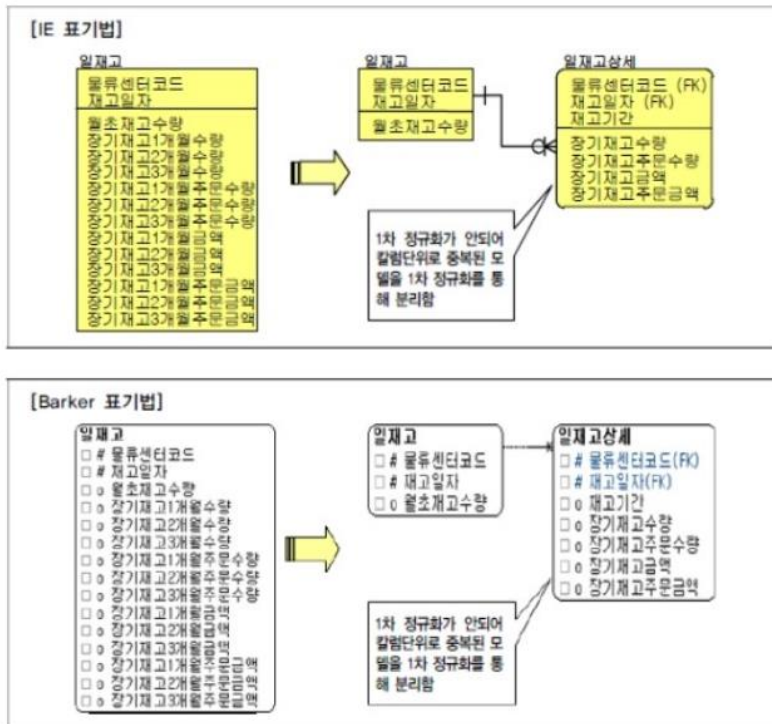 [IE 표기법]
일재고
물류센터코드
재고일자
월초재고수량
장기재고1개월수량
장기재고2개월수량
장기재고3개월수량
장기재고1개월주문수량
장기재고2개월주문수량
장기재고3개월주문수량
장기재고1개월금액
장기재고2개월금액
장기재고3개월금액
장기재고1개월주문금액
장기재고2개월주문금액
장기재고3개월주문금액
일재고
물류센터코드
재고일자
월초재고수량
일재고상세
물류센터코드 (FK)
재고일자 (FK)
재고기간
장기재고수량
장기재고주문수량
장기재고금액
장기재고주문금액
1차 정규화가 안되어
칼럼단위로 중복된 모
델을 1차 정규화를 통
해 분리함
[Barker 표기법]
일재고
# 물류센터코드
# 재고일자
o 월초재고수량
o 장기재고1개월수량
o 장기재고2개월수량
o 장기재고3개월수량
o 장기재고1개월주문수량
o 장기재고2개월주문수량
o 장기재고3개월주문수량
o 장기재고1개월금액
o 장기재고2개월금액
o 장기재고3개월금액
o 장기재고1개월주문금액
o 장기재고2개월주문금액
o 장기재고3개월주문금액
일재고
# 물류센터코드
# 재고일자
o 월초재고수량
일재고상세
# 물류센터코드(FK)
# 재고일자(FK)
o 재고기간
o 장기재고수량
o 장기재고주문수량
o 장기재고금액
o 장기재고주문금액
1차 정규화가 안되어
칼럼단위로 중복된 모
델을 1차 정규화를 통
해 분리함